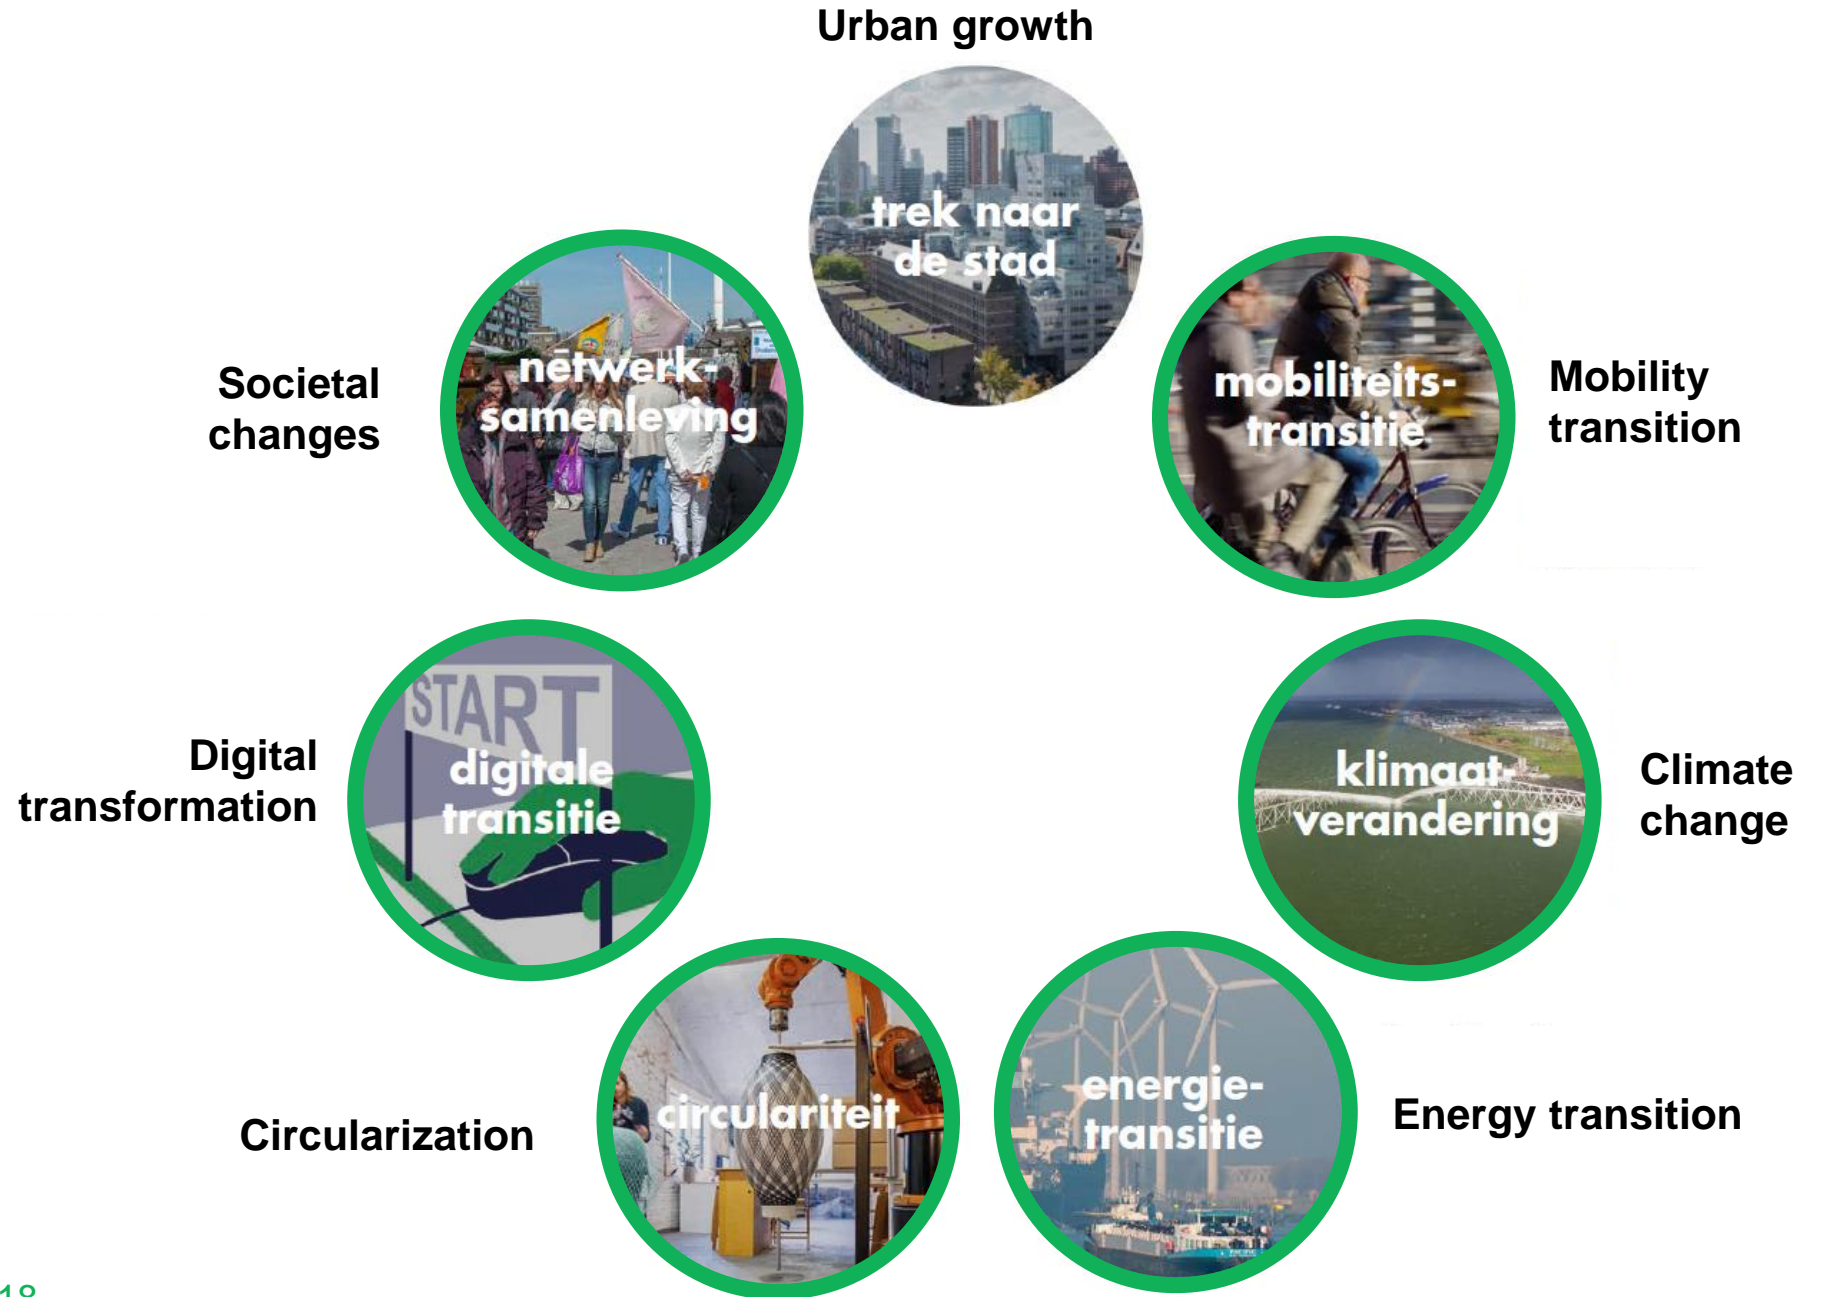 Urban growth
trek naar
de stad
Societal
changes
netwerk-
samenleving
mobiliteits-
transitie
Mobility
transition
Digital
transformation
START
digitale
transitie
klimaat-
verandering
Climate
change
Circularization
circulariteit
energie-
transitie
Energy transition
18